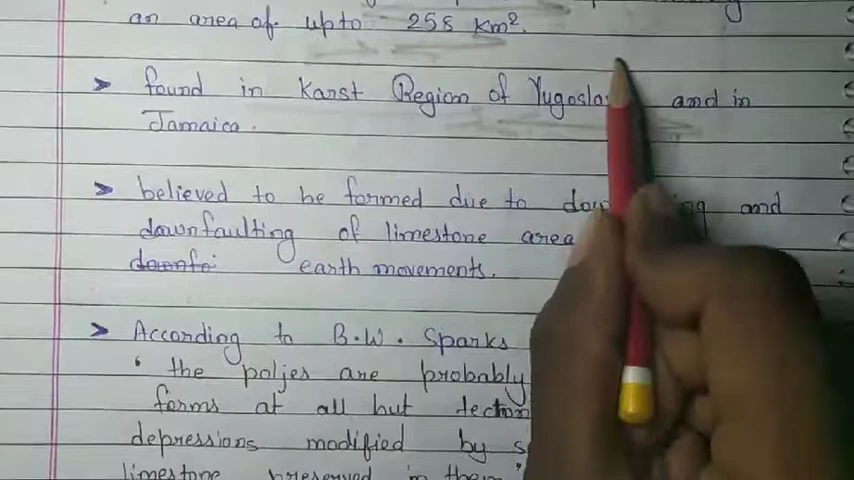 an area of upto 258 km².
➤ found in Karst Region of and in
Jamaica.
➤ believed to be formed due to and
downfaulting of limestone area
earth movements.
➤ According to B.W. Sparks
• the poljes are probably
forms at all but
depressions modified by
limestone preserved in them